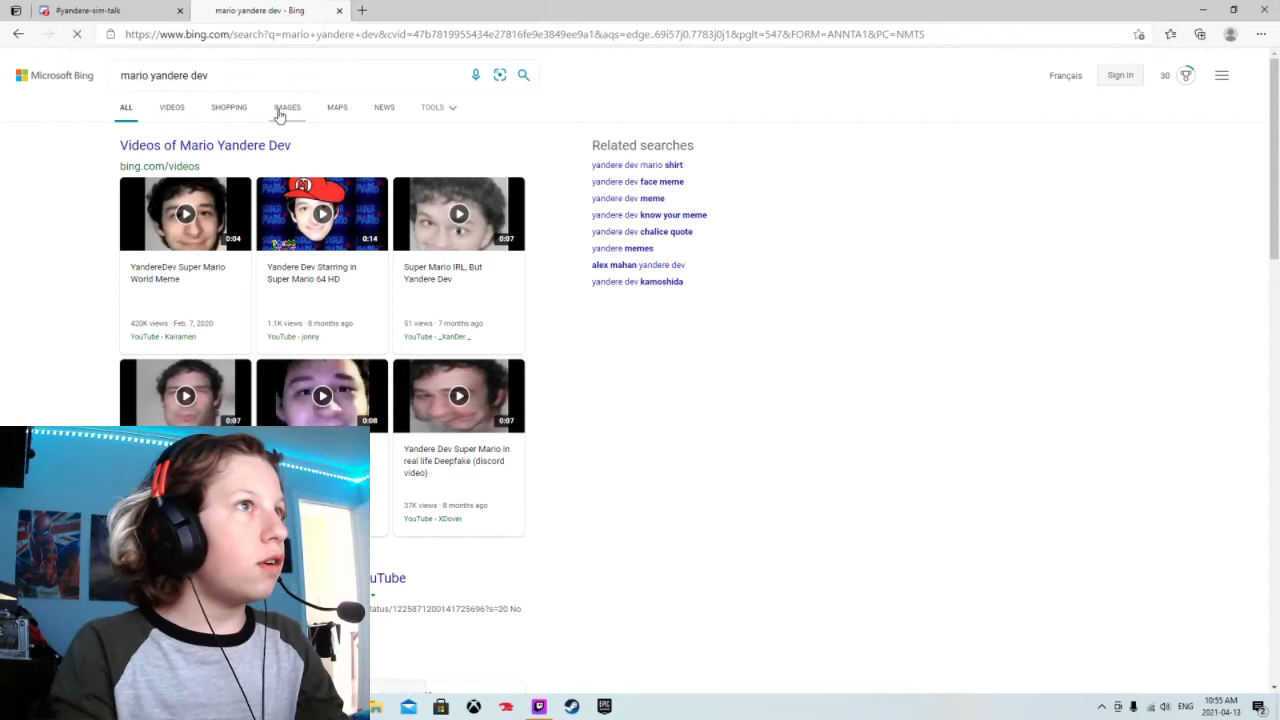 #yandere-sim-talk
mario yandere dev - Bing
https://www.bing.com/search?q=mario+yandere+dev&cvid=47b7819955434e27816fe9e3849ee9a1&aqs=edge..69i57j0.7783j0j1&pglt=547&FORM=ANNTA1&PC=NMTS
Microsoft Bing
mario yandere dev
Français
Sign in
30
ALL
VIDEOS
SHOPPING
IMAGES
MAPS
NEWS
TOOLS
Videos of Mario Yandere Dev
bing.com/videos
0:04
0:14
0:07
YandereDev Super Mario
World Meme
420K views · Feb. 7, 2020
YouTube › Kairamen
Yandere Dev Starring in
Super Mario 64 HD
1.1K views · 8 months ago
YouTube › jonny
Super Mario IRL, But
Yandere Dev
51 views · 7 months ago
YouTube › _XanDer _
0:07
0:08
0:07
Yandere Dev Super Mario in
real life Deepfake (discord
video)
37K views · 8 months ago
YouTube › XDover
uTube
tatus/1225871200141725696?s=20 No
Related searches
yandere dev mario shirt
yandere dev face meme
yandere dev meme
yandere dev know your meme
yandere dev chalice quote
yandere memes
alex mahan yandere dev
yandere dev kamoshida
EPIC
ENG
10:55 AM
2021-04-13
2